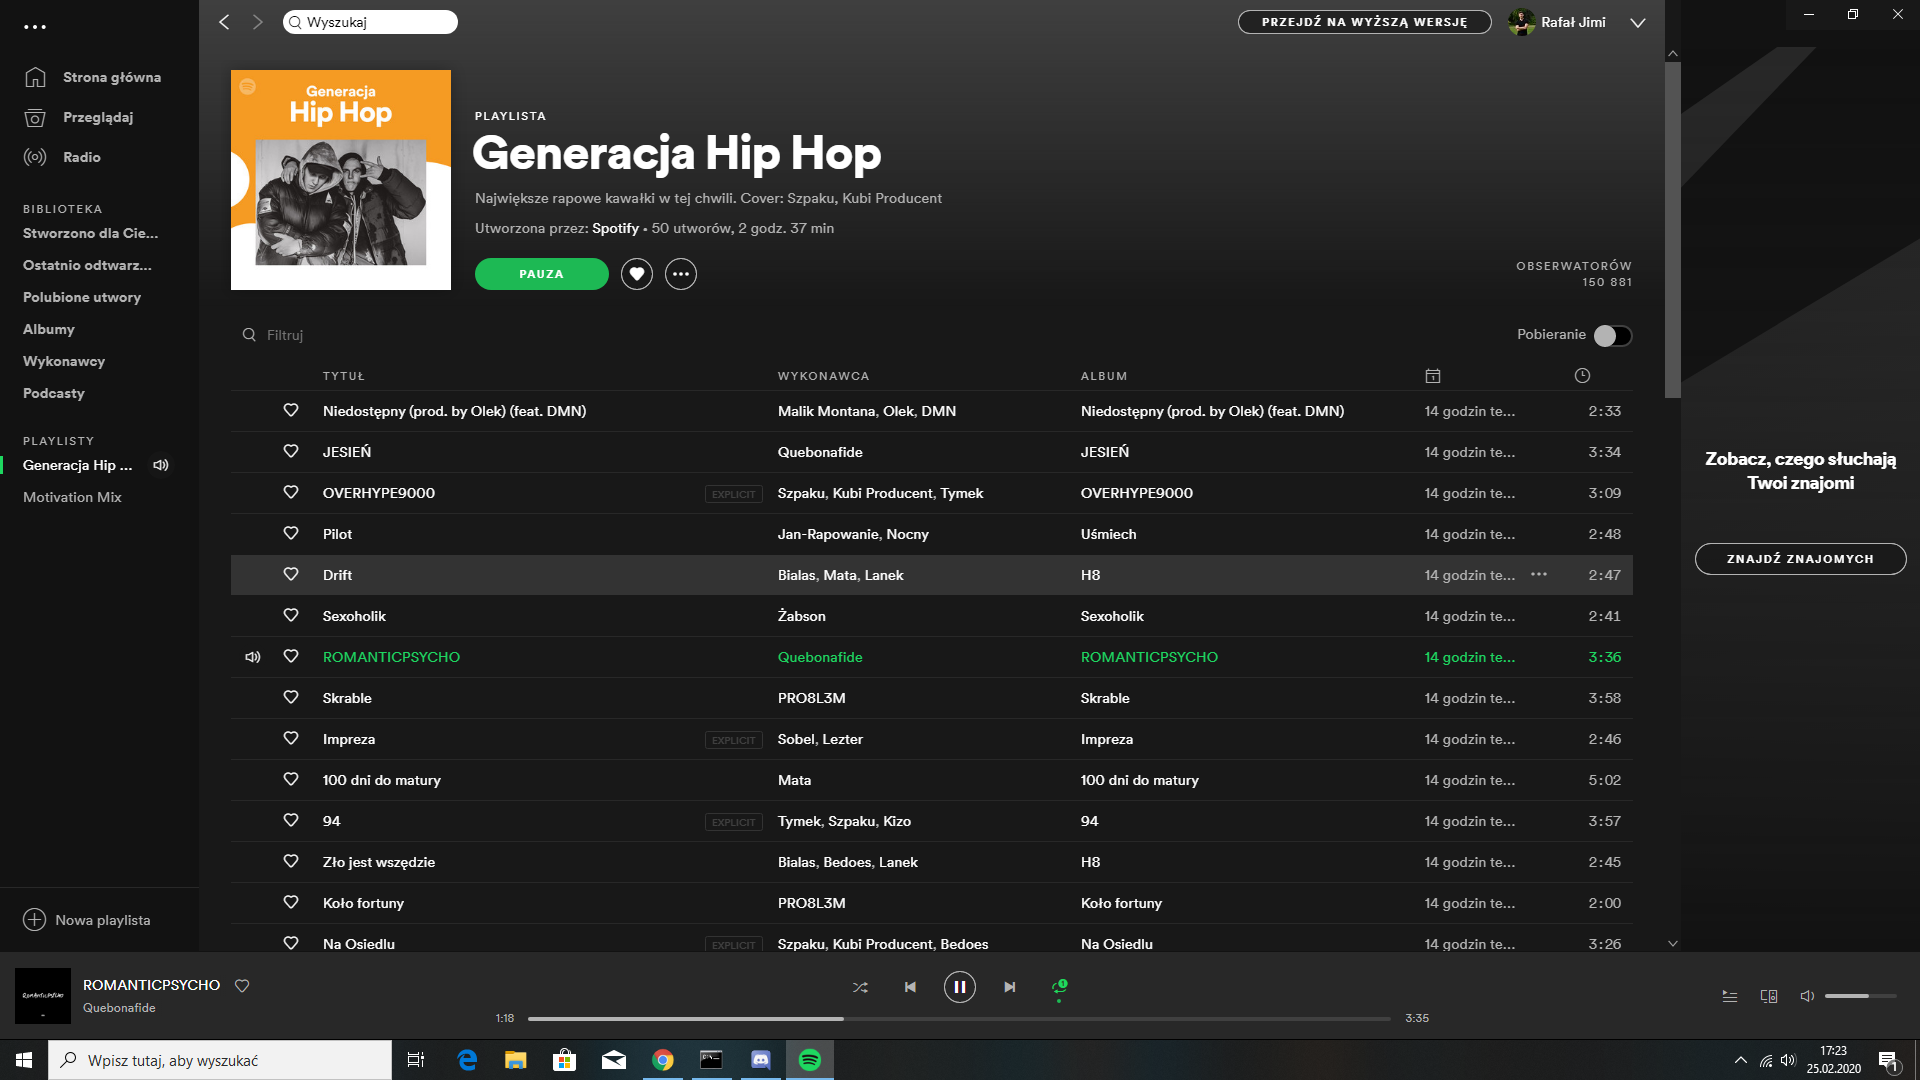 Wyszukaj
PRZEJDŹ NA WYŻSZĄ WERSJĘ
Rafał Jimi
Strona główna
Przeglądaj
Radio
BIBLIOTEKA
Stworzono dla Cie...
Ostatnio odtwarz...
Polubione utwory
Albumy
Wykonawcy
Podcasty
PLAYLISTY
Generacja Hip ...
Motivation Mix
Nowa playlista
Generacja
Hip Hop
PLAYLISTA
Generacja Hip Hop
Największe rapowe kawałki w tej chwili. Cover: Szpaku, Kubi Producent
Utworzona przez: Spotify • 50 utworów, 2 godz. 37 min
PAUZA
OBSERWATORÓW
150 881
Filtruj
Pobieranie
TYTUŁ WYKONAWCA ALBUM
Niedostępny (prod. by Olek) (feat. DMN) Malik Montana, Olek, DMN Niedostępny (prod. by Olek) (feat. DMN) 14 godzin te... 2:33
JESIEŃ Quebonafide JESIEŃ 14 godzin te... 3:34
OVERHYPE9000 EXPLICIT Szpaku, Kubi Producent, Tymek OVERHYPE9000 14 godzin te... 3:09
Pilot Jan-Rapowanie, Nocny Uśmiech 14 godzin te... 2:48
Drift Bialas, Mata, Lanek H8 14 godzin te... 2:47
Sexoholik Żabson Sexoholik 14 godzin te... 2:41
ROMANTICPSYCHO Quebonafide ROMANTICPSYCHO 14 godzin te... 3:36
Skrable PRO8L3M Skrable 14 godzin te... 3:58
Impreza EXPLICIT Sobel, Lezter Impreza 14 godzin te... 2:46
100 dni do matury Mata 100 dni do matury 14 godzin te... 5:02
94 EXPLICIT Tymek, Szpaku, Kizo 94 14 godzin te... 3:57
Zło jest wszędzie Bialas, Bedoes, Lanek H8 14 godzin te... 2:45
Koło fortuny PRO8L3M Koło fortuny 14 godzin te... 2:00
Na Osiedlu EXPLICIT Szpaku, Kubi Producent, Bedoes Na Osiedlu 14 godzin te... 3:26
Zobacz, czego słuchają
Twoi znajomi
ZNAJDŹ ZNAJOMYCH
ROMANTICPSYCHO
ROMANTICPSYCHO
Quebonafide
1
1:18
3:35
Wpisz tutaj, aby wyszukać
17:23
25.02.2020
1